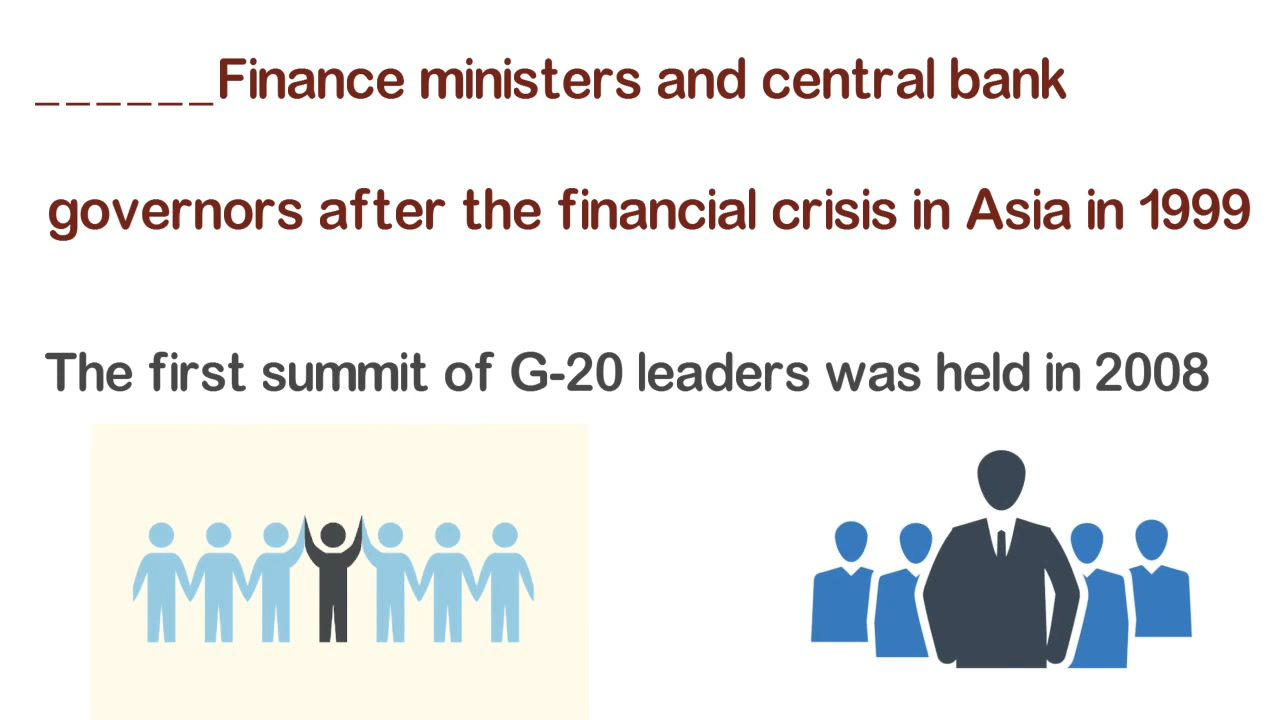 ______Finance ministers and central bank
governors after the financial crisis in Asia in 1999
The first summit of G-20 leaders was held in 2008